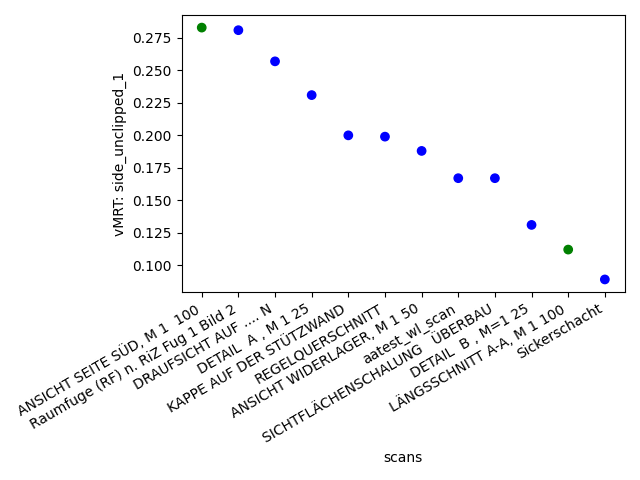 vMRT: side_unclipped_1
0.275
0.250
0.225
0.200
0.175
0.150
0.125
0.100
ANSICHT SEITE SÜD, M 1  100
Raumfuge (RF) n. RiZ Fug 1 Bild 2
DRAUFSICHT AUF .... N
DETAIL  A , M 1 25
KAPPE AUF DER STÜTZWAND
REGELQUERSCHNITT
ANSICHT WIDERLAGER, M 1 50
aatest_wl_scan
SICHTFLÄCHENSCHALUNG   ÜBERBAU
DETAIL  B , M=1 25
LÄNGSSCHNITT A-A, M 1 100
Sickerschacht
scans